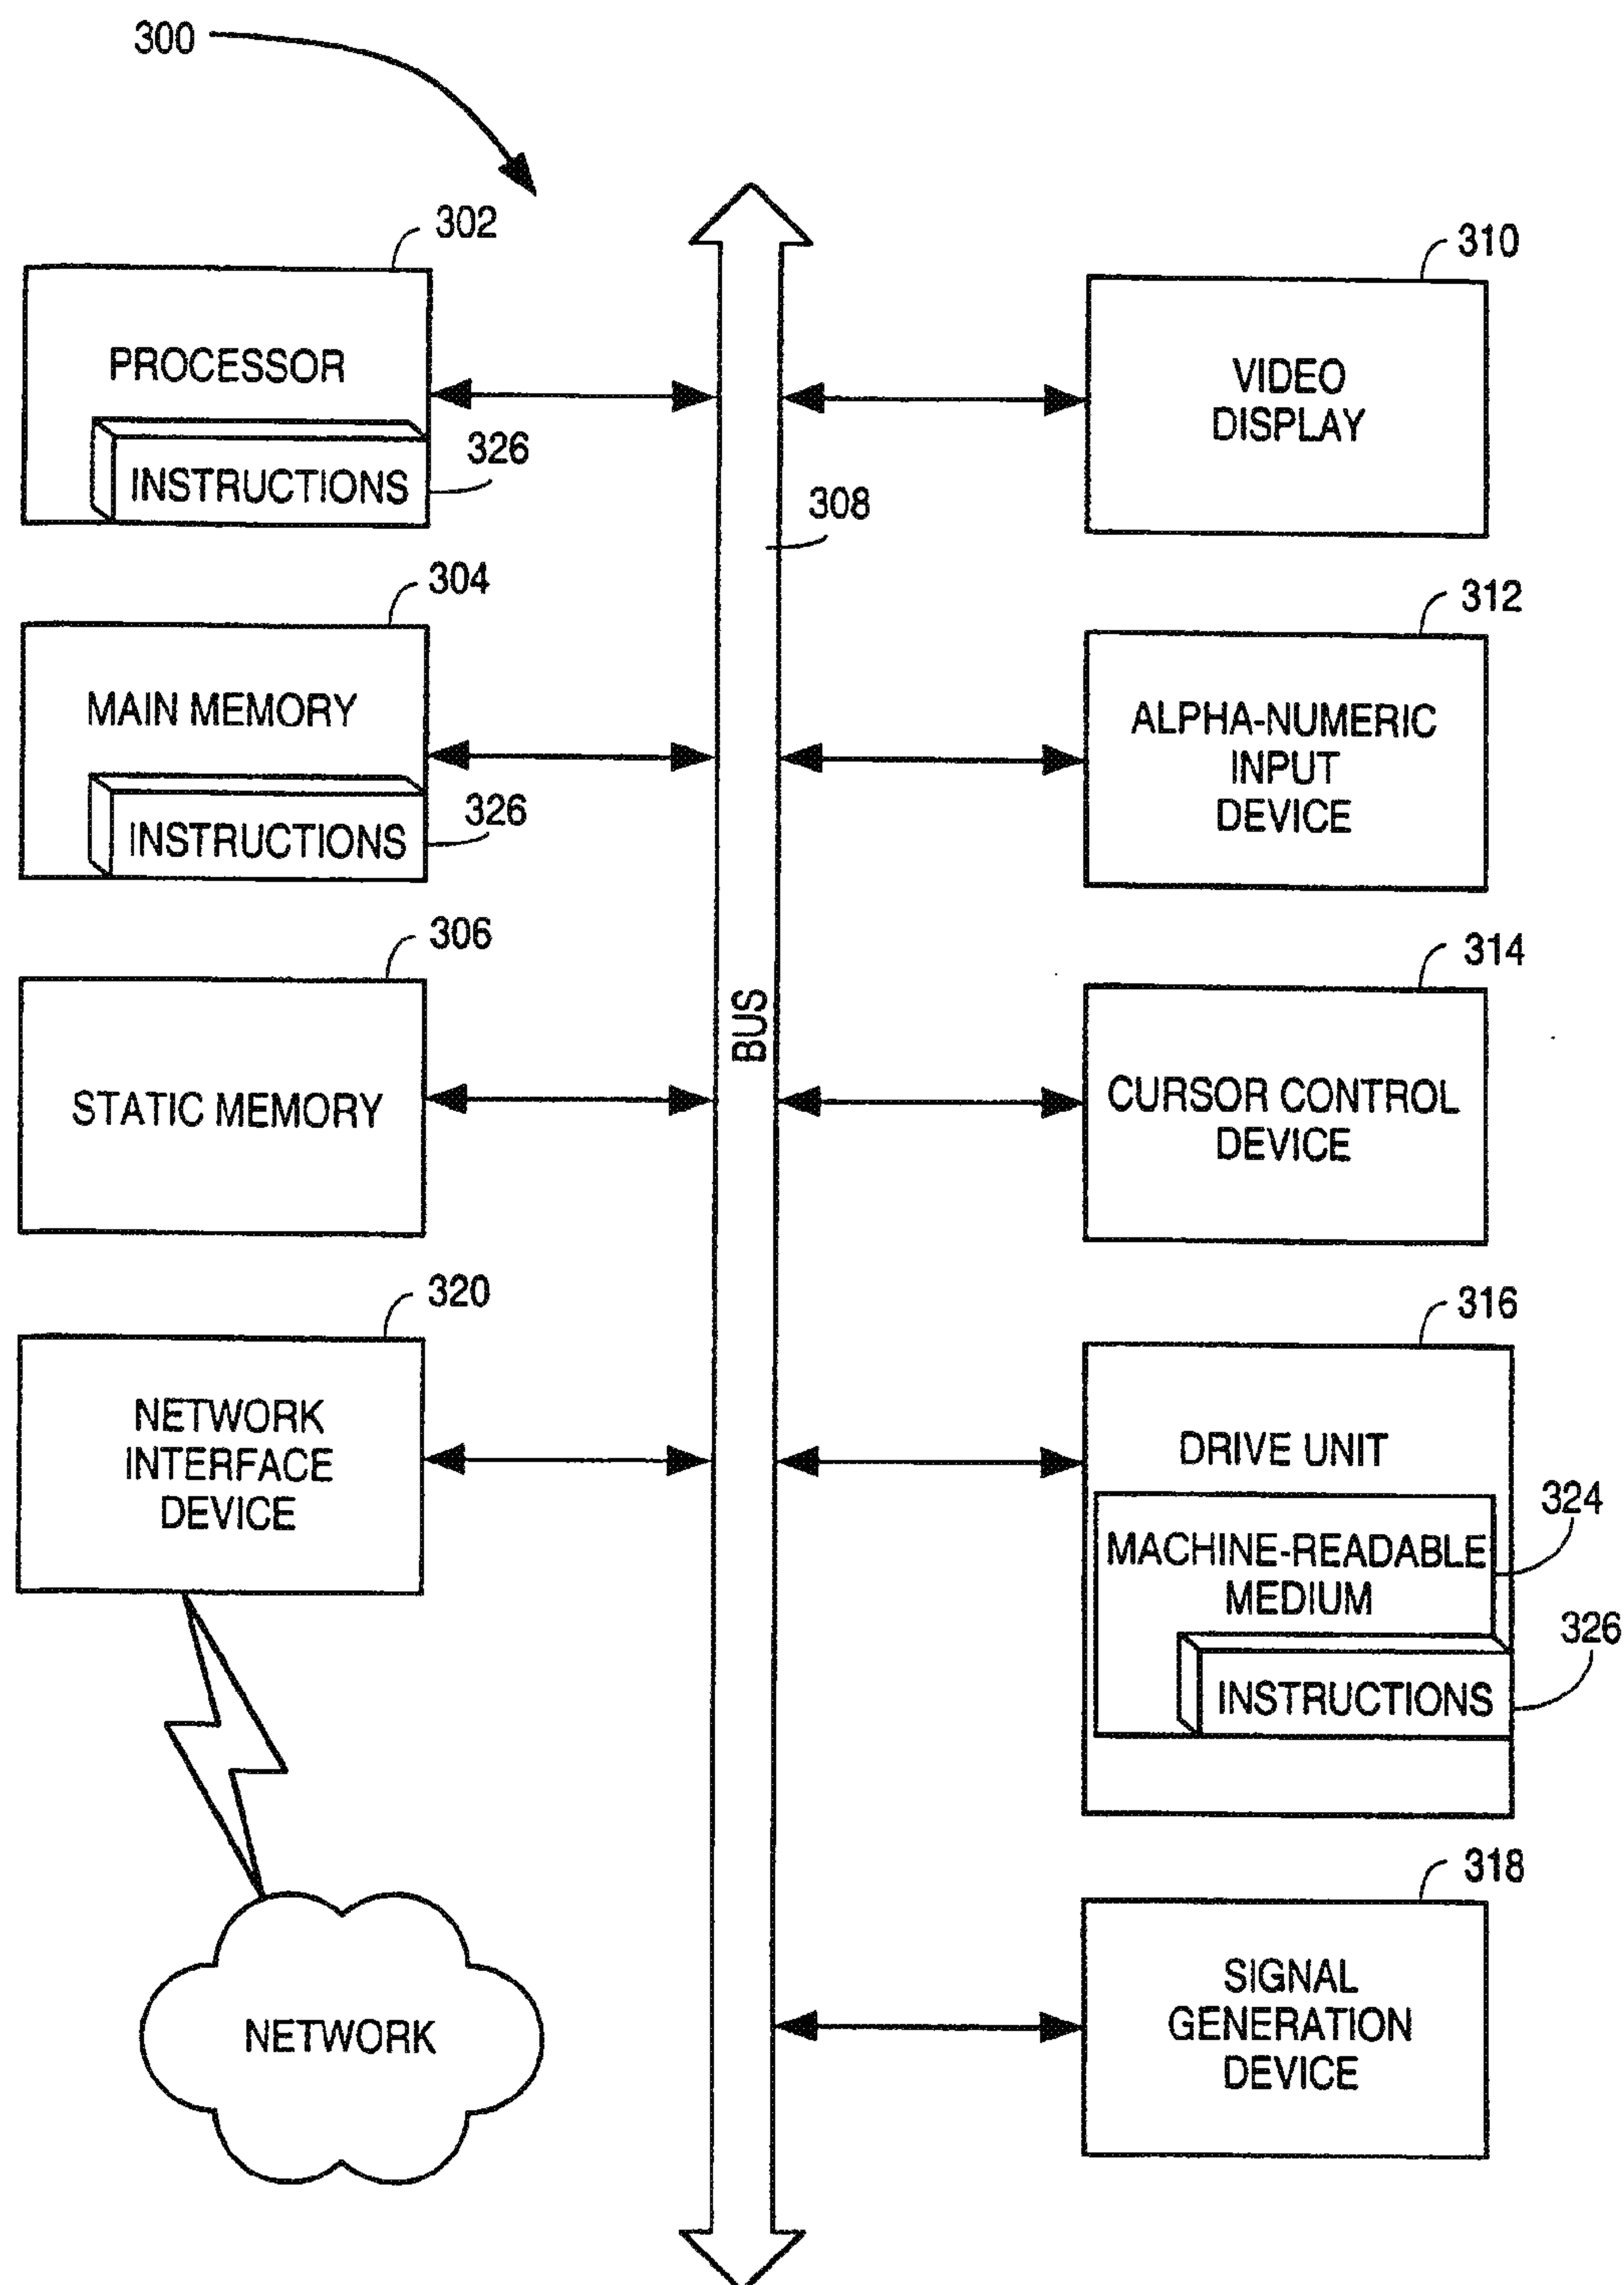 300
302
PROCESSOR
326
INSTRUCTIONS
304
MAIN MEMORY
326
INSTRUCTIONS
306
STATIC MEMORY
320
NETWORK
INTERFACE
DEVICE
NETWORK
308
BUS
310
VIDEO
DISPLAY
312
ALPHA-NUMERIC
INPUT
DEVICE
314
CURSOR CONTROL
DEVICE
316
DRIVE UNIT
324
MACHINE-READABLE
MEDIUM
326
INSTRUCTIONS
318
SIGNAL
GENERATION
DEVICE